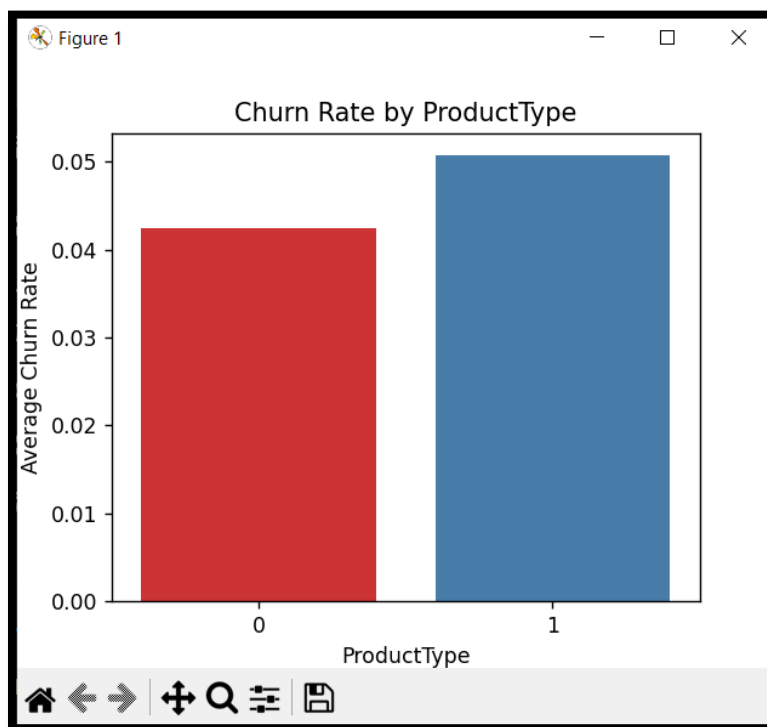 Figure 1
Churn Rate by ProductType
0.05
0.04
0.03
0.02
0.01
0.00
Average Churn Rate
0 1
ProductType